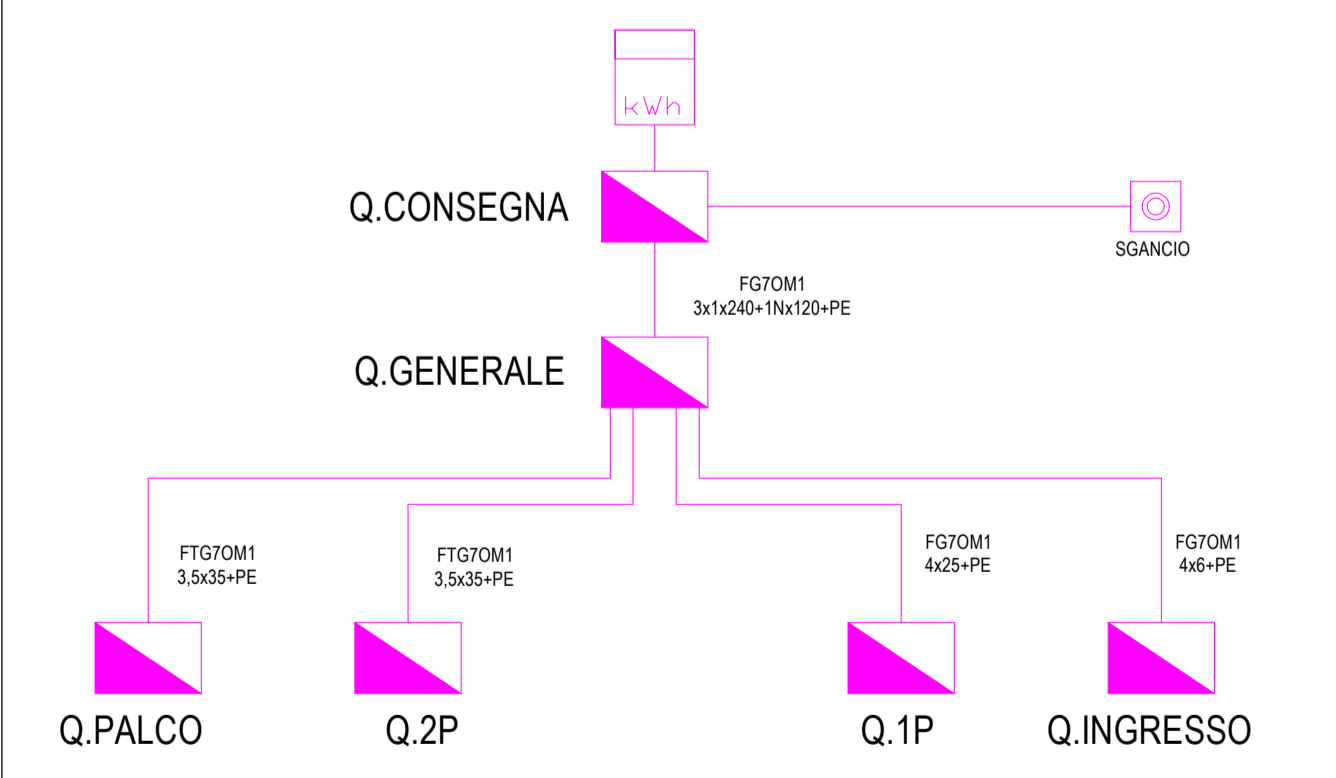 kWh
Q.CONSEGNA
SGANCIO
FG7OM1
3x1x240+1Nx120+PE
Q.GENERALE
FTG7OM1
3,5x35+PE
FTG7OM1
3,5x35+PE
FG7OM1
4x25+PE
FG7OM1
4x6+PE
Q.PALCO
Q.2P
Q.1P
Q.INGRESSO